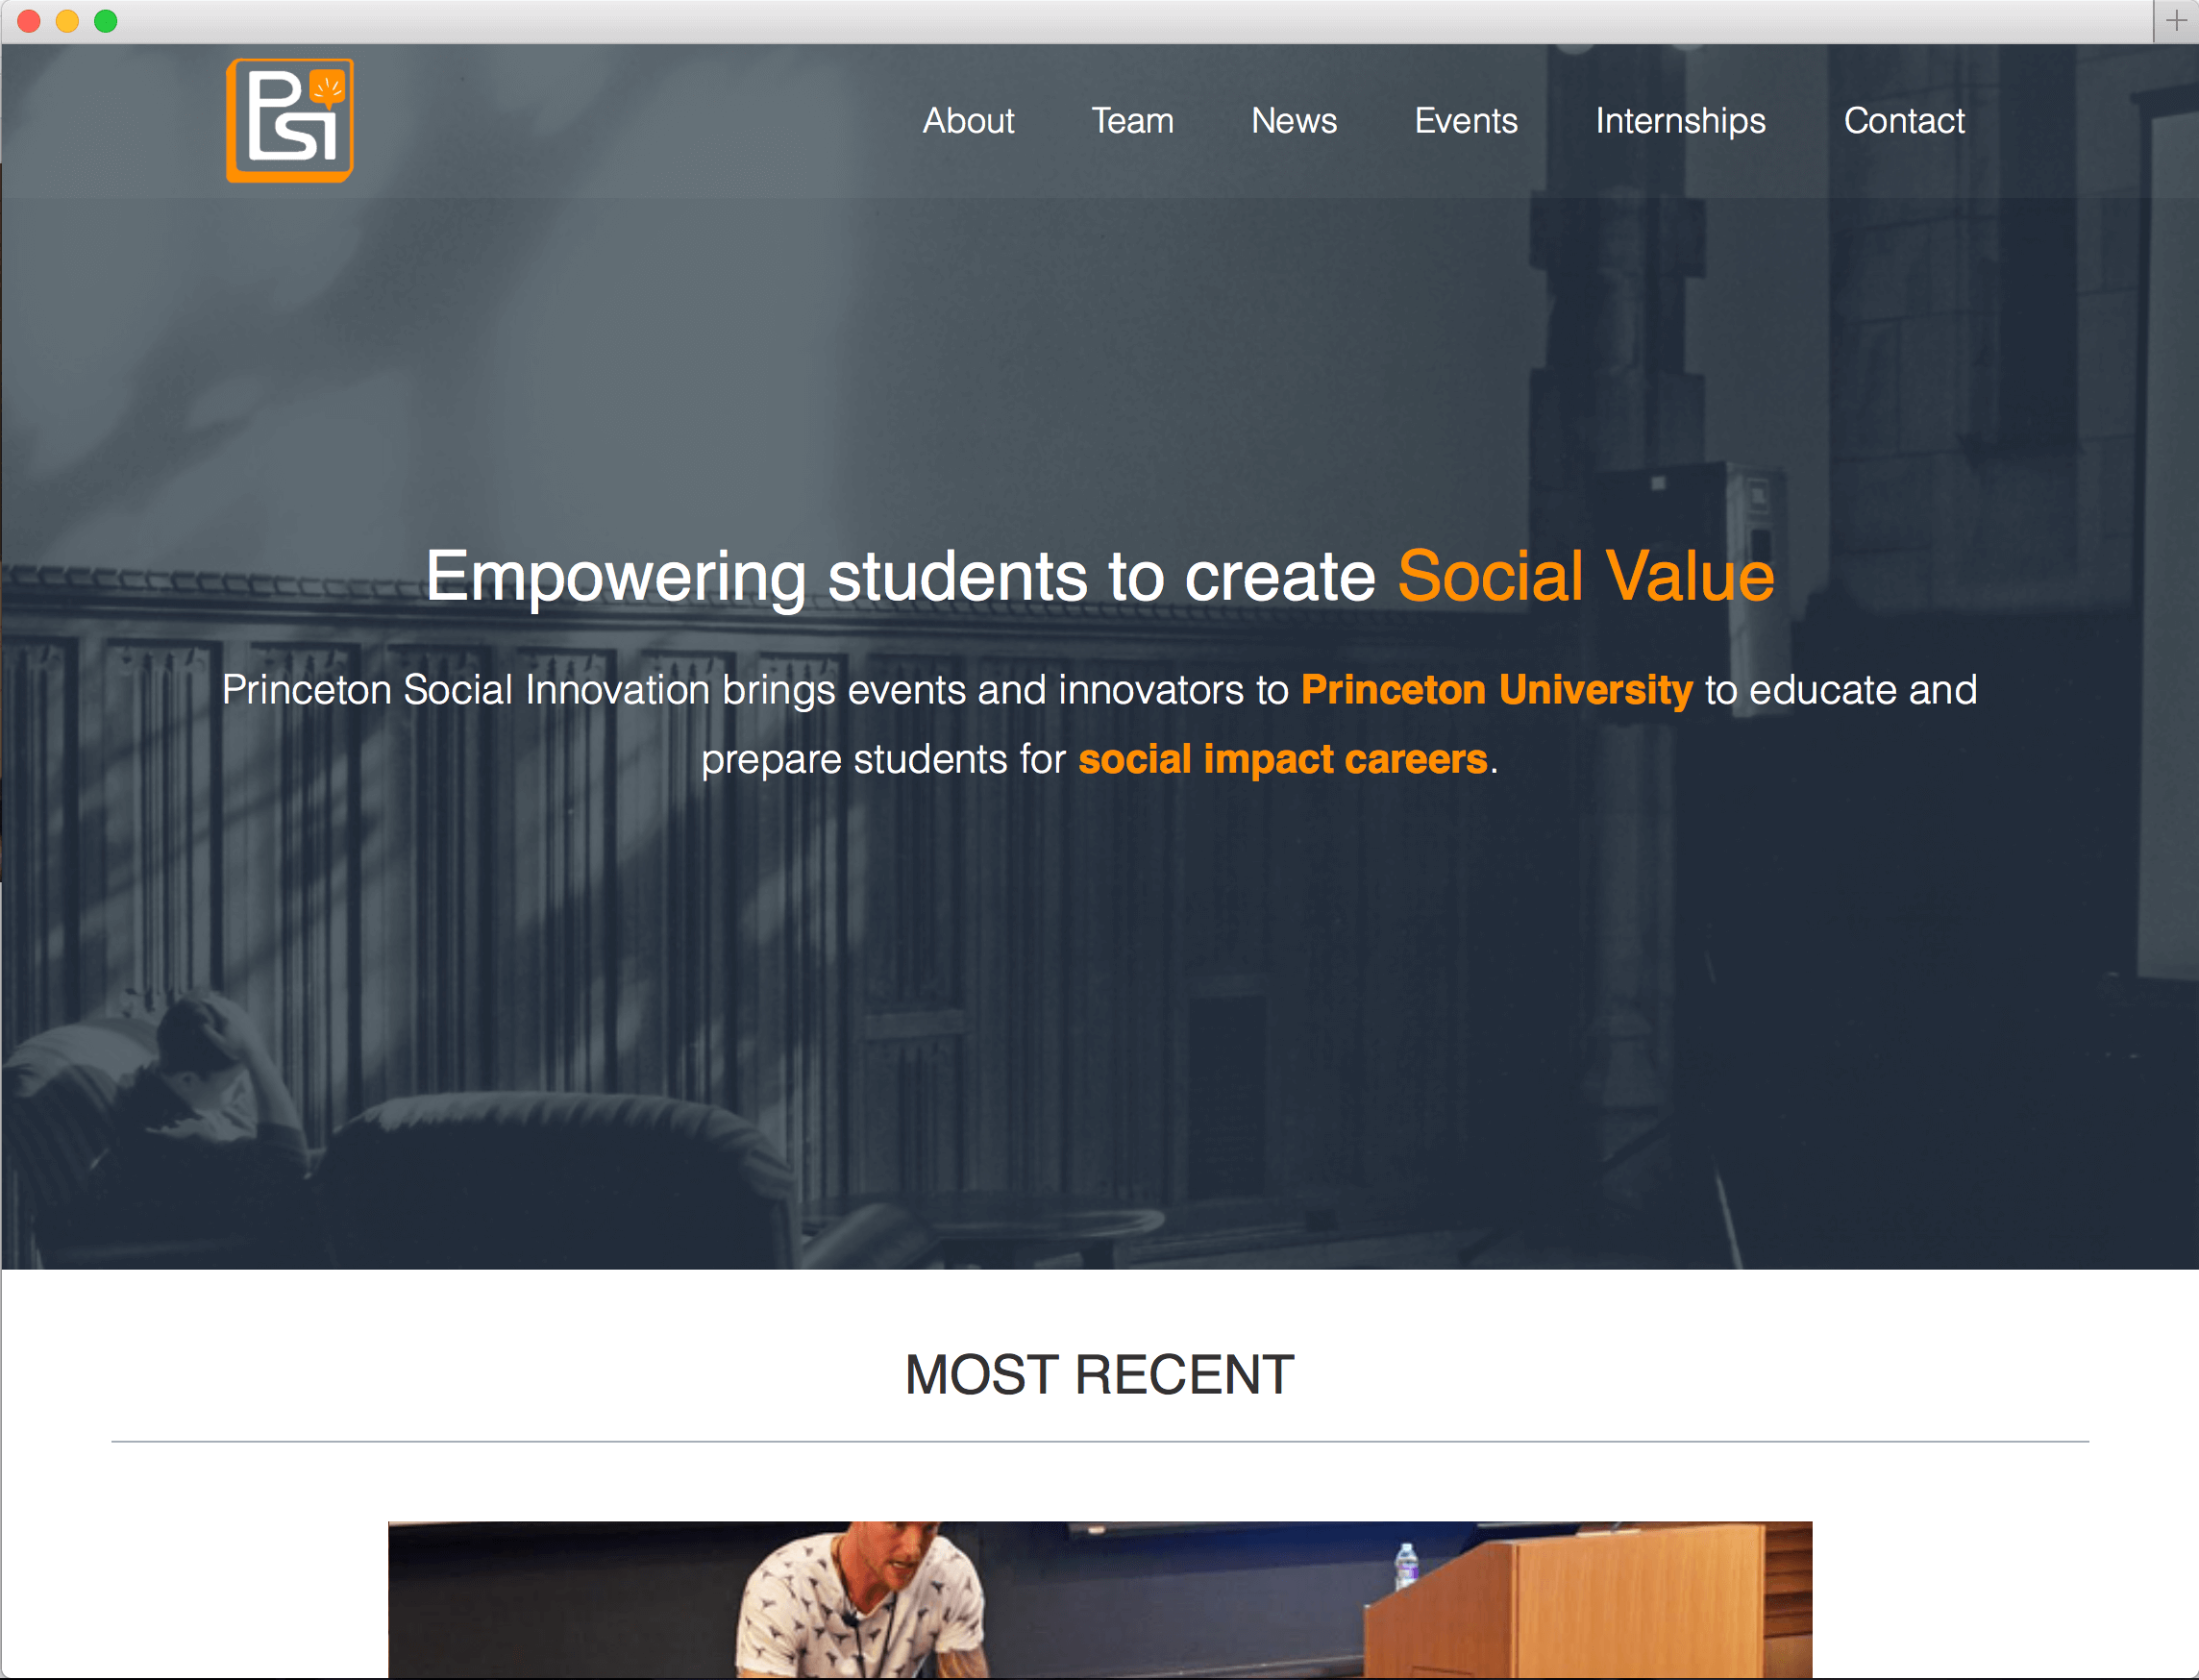 PSI
About Team News Events Internships Contact
Empowering students to create Social Value
Princeton Social Innovation brings events and innovators to Princeton University to educate and
prepare students for social impact careers.
MOST RECENT